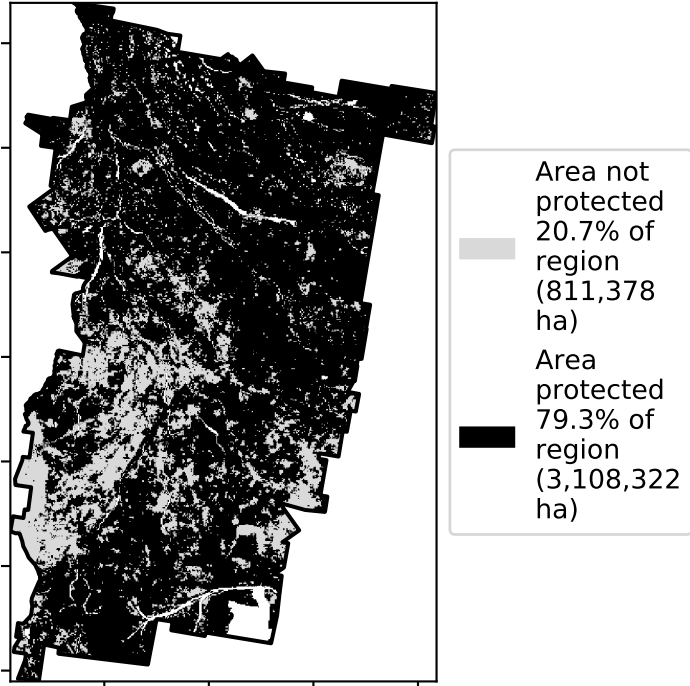 Area not
protected
20.7% of
region
(811,378
ha)
Area
protected
79.3% of
region
(3,108,322
ha)